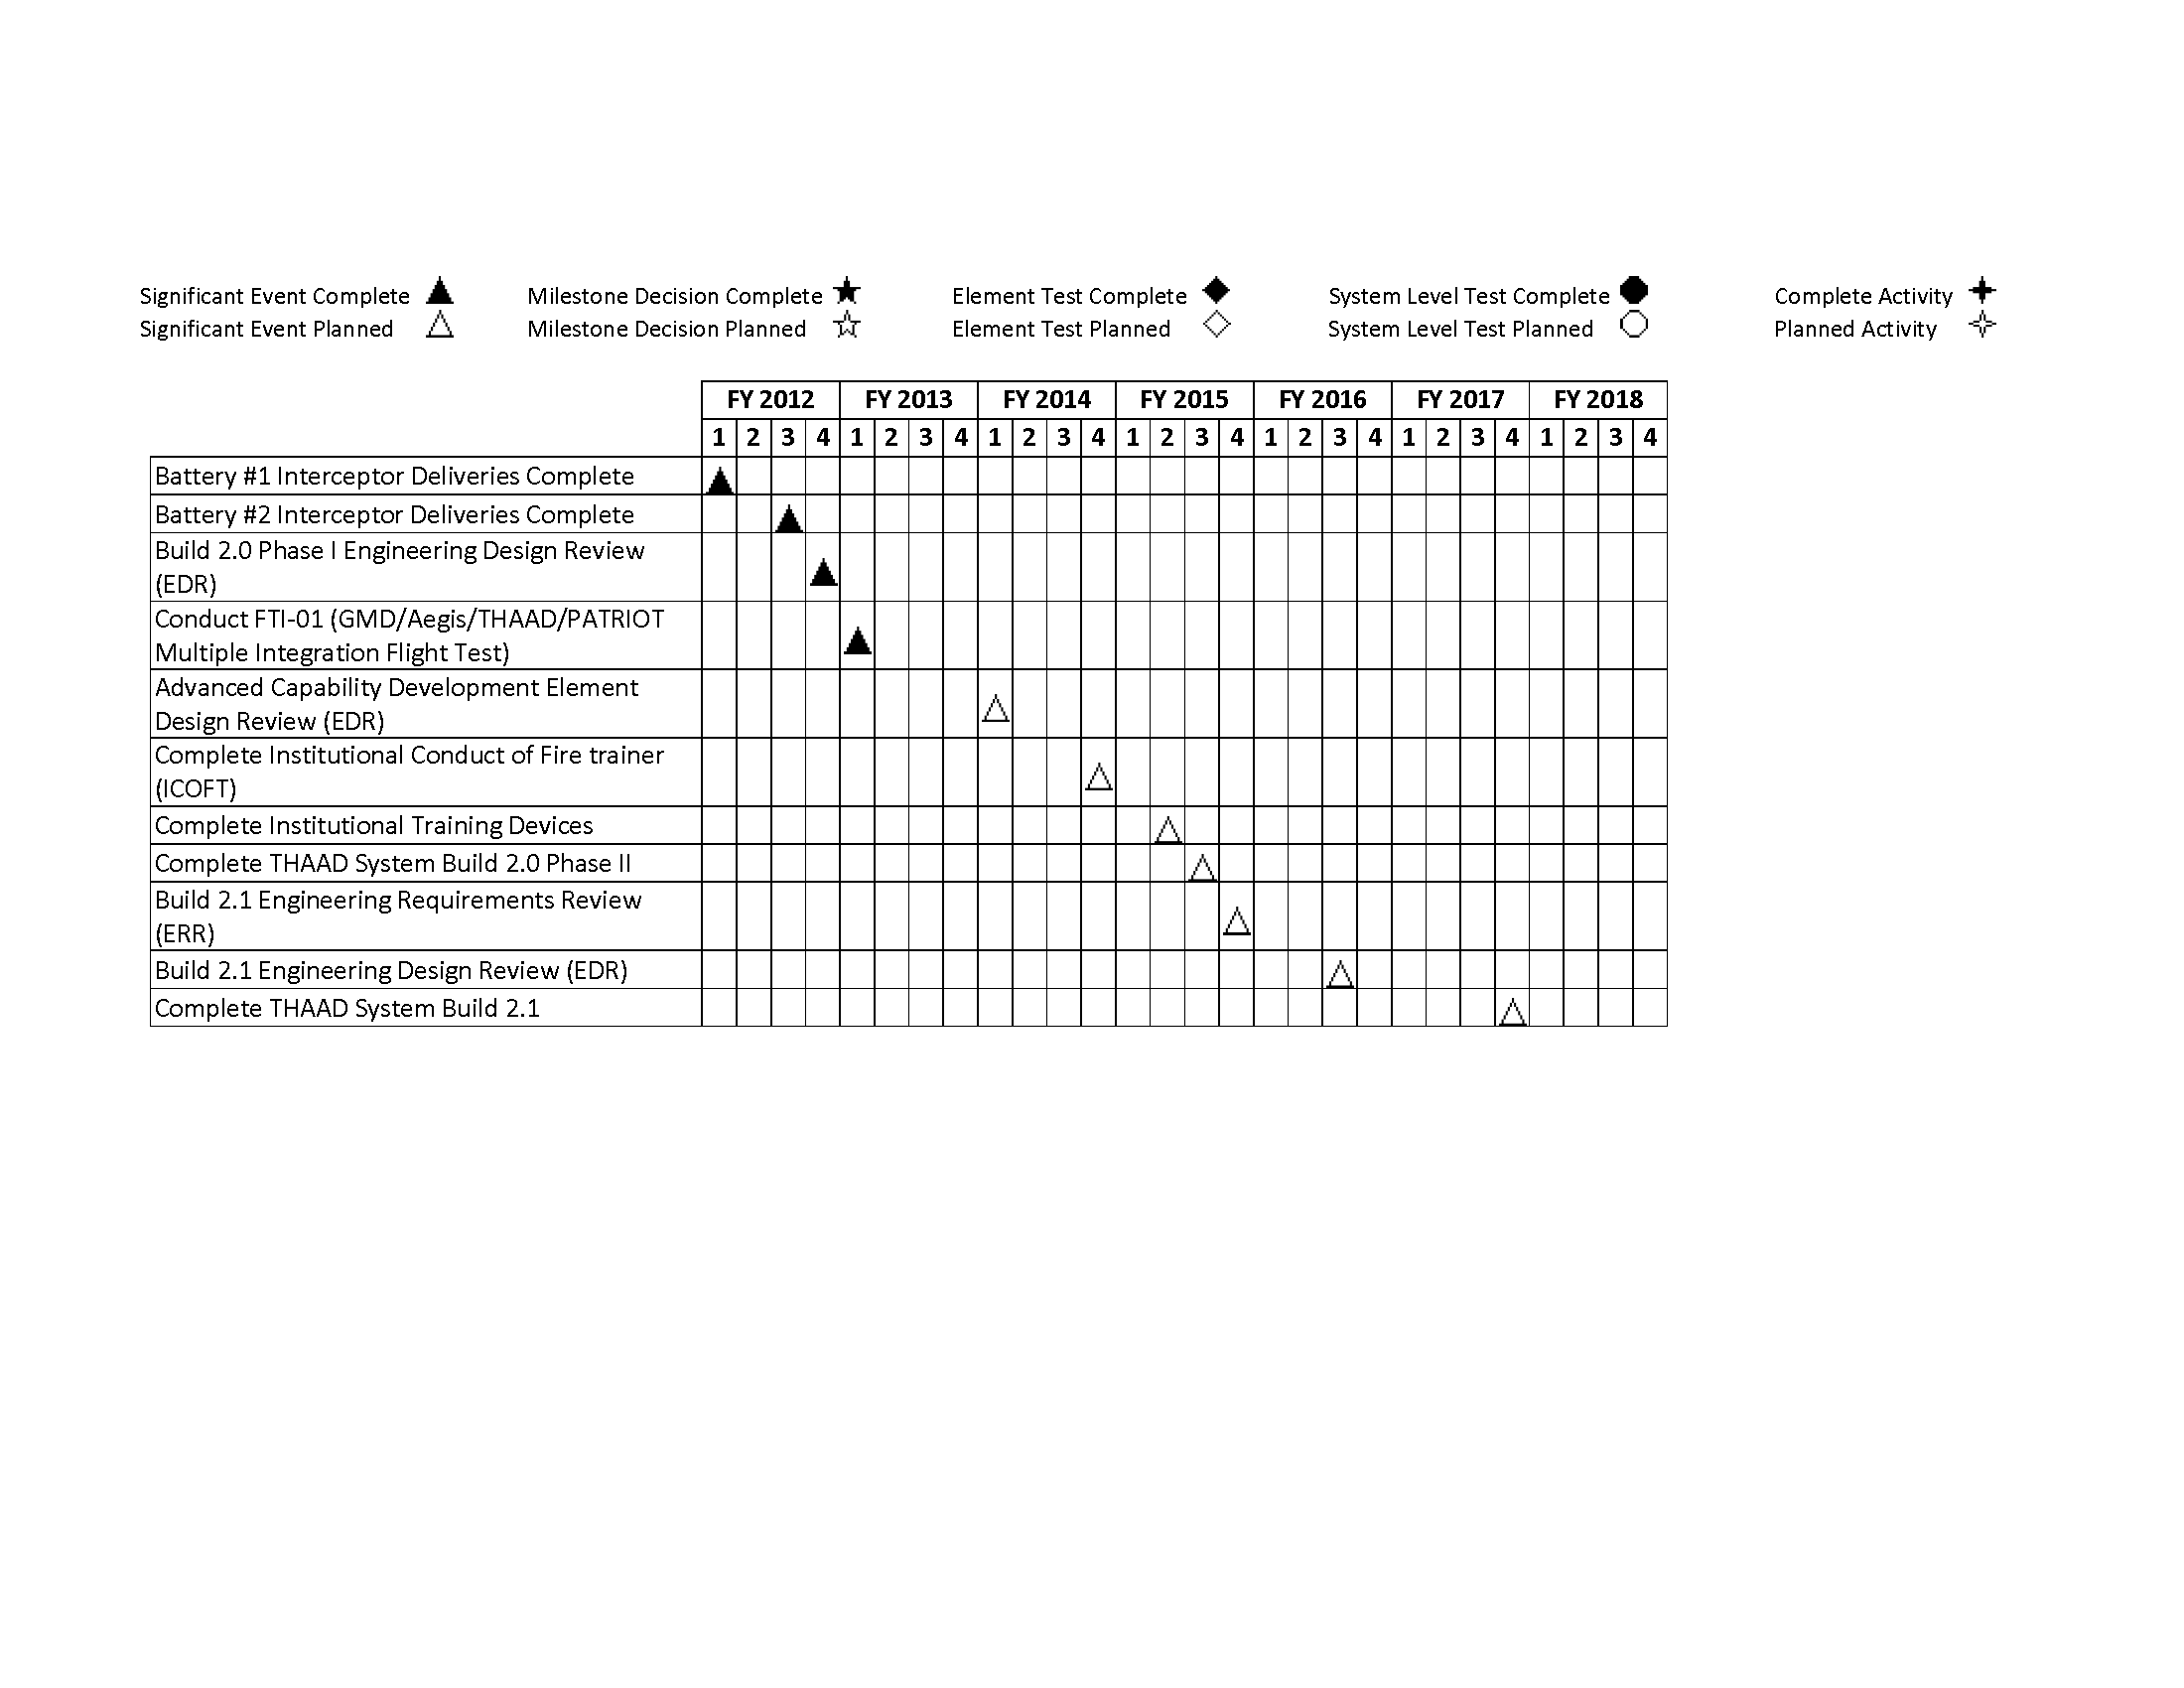 Significant Event Complete Milestone Decision Complete Element Test Complete System Level Test Complete Complete Activity
Significant Event Planned Milestone Decision Planned Element Test Planned System Level Test Planned Planned Activity
FY 2012 FY 2013 FY 2014 FY 2015 FY 2016 FY 2017 FY 2018
1 2 3 4 1 2 3 4 1 2 3 4 1 2 3 4 1 2 3 4 1 2 3 4 1 2 3 4
Battery #1 Interceptor Deliveries Complete
Battery #2 Interceptor Deliveries Complete
Build 2.0 Phase I Engineering Design Review
(EDR)
Conduct FTI-01 (GMD/Aegis/THAAD/PATRIOT
Multiple Integration Flight Test)
Advanced Capability Development Element
Design Review (EDR)
Complete Institutional Conduct of Fire trainer
(ICOFT)
Complete Institutional Training Devices
Complete THAAD System Build 2.0 Phase II
Build 2.1 Engineering Requirements Review
(ERR)
Build 2.1 Engineering Design Review (EDR)
Complete THAAD System Build 2.1